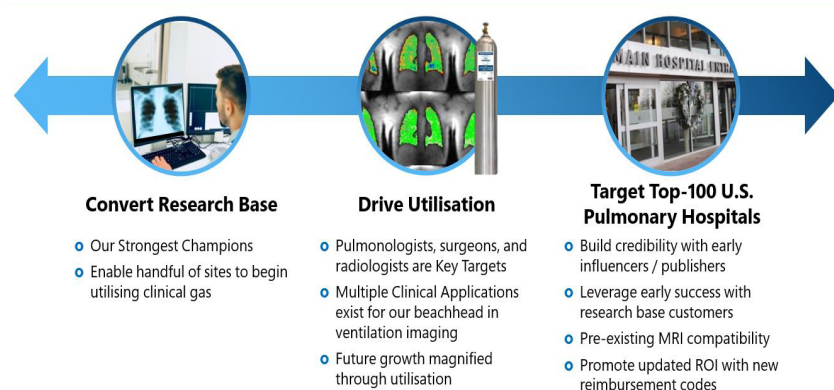 MAIN HOSPITAL ENTR
Convert Research Base
Our Strongest Champions
Enable handful of sites to begin
utilising clinical gas
Drive Utilisation
Pulmonologists, surgeons, and
radiologists are Key Targets
Multiple Clinical Applications
exist for our beachhead in
ventilation imaging
Future growth magnified
through utilisation
Target Top-100 U.S.
Pulmonary Hospitals
Build credibility with early
influencers / publishers
Leverage early success with
research base customers
Pre-existing MRI compatibility
Promote updated ROI with new
reimbursement codes